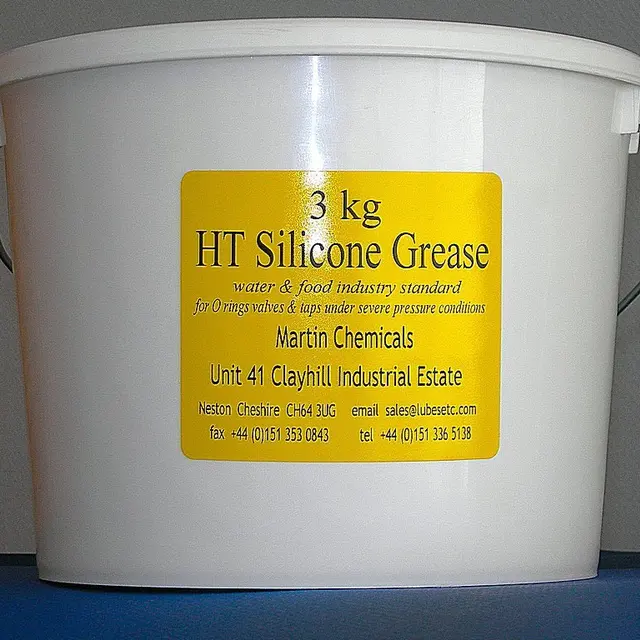 3 kg
HT Silicone Grease
water & food industry standard
for O rings valves & taps under severe pressure conditions
Martin Chemicals
Unit 41 Clayhill Industrial Estate
Neston Cheshire CH64 3UG email sales@lubesetc.com
fax +44 (0)151 353 0843 tel +44 (0)151 336 5138